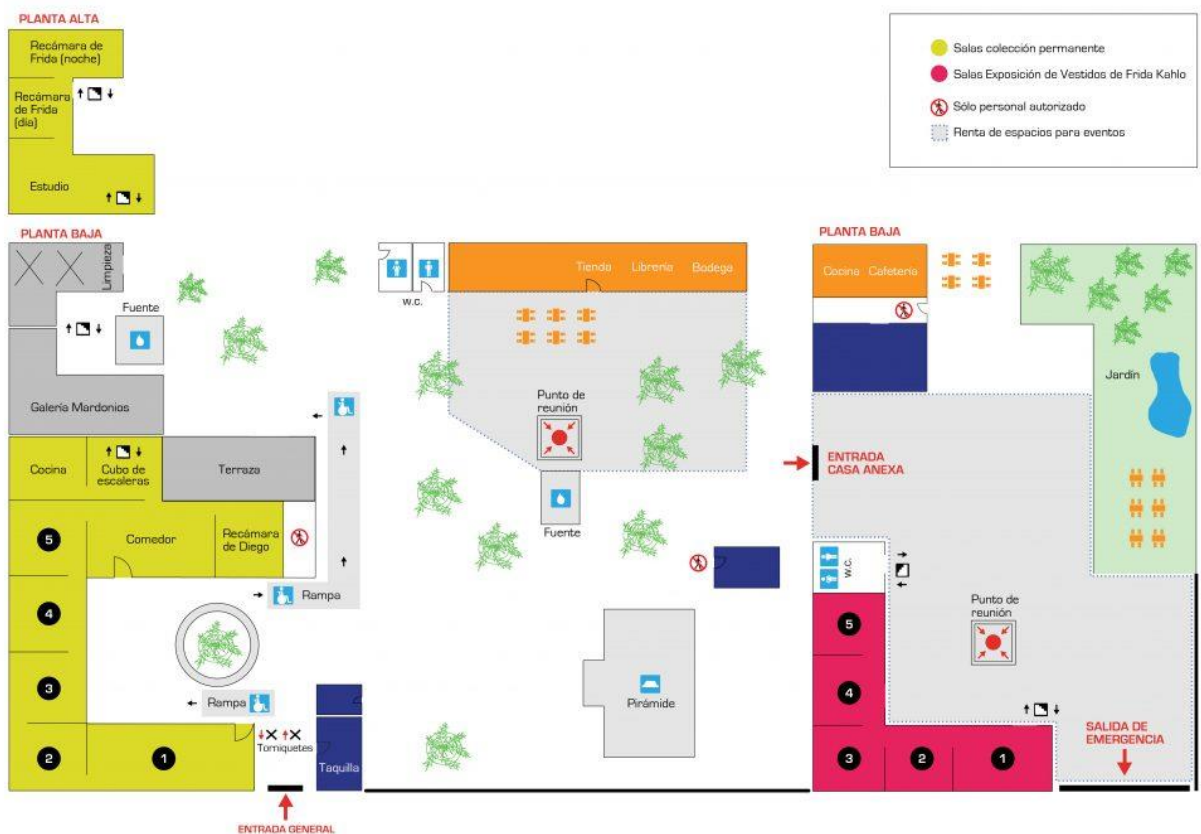 PLANTA ALTA
Recámara de
Frida (noche)
Recámara
de Frida
(día)
Estudio
Salas colección permanente
Salas Exposición de Vestidos de Frida Kahlo
Sólo personal autorizado
Renta de espacios para eventos
PLANTA BAJA
Limpieza
Fuente
Galería Mardonios
Cocina
Cubo de
escaleras
Terraza
5
Comedor
Recámara
de Diego
4
Rampa
3
Rampa
2
1
Torniquetes
Taquilla
ENTRADA GENERAL
w.c.
Tienda
Librería
Bodega
Punto de
reunión
Fuente
Pirámide
PLANTA BAJA
Cocina
Cafetería
Jardín
ENTRADA
CASA ANEXA
w.c.
5
Punto de
reunión
4
3
2
1
SALIDA DE
EMERGENCIA